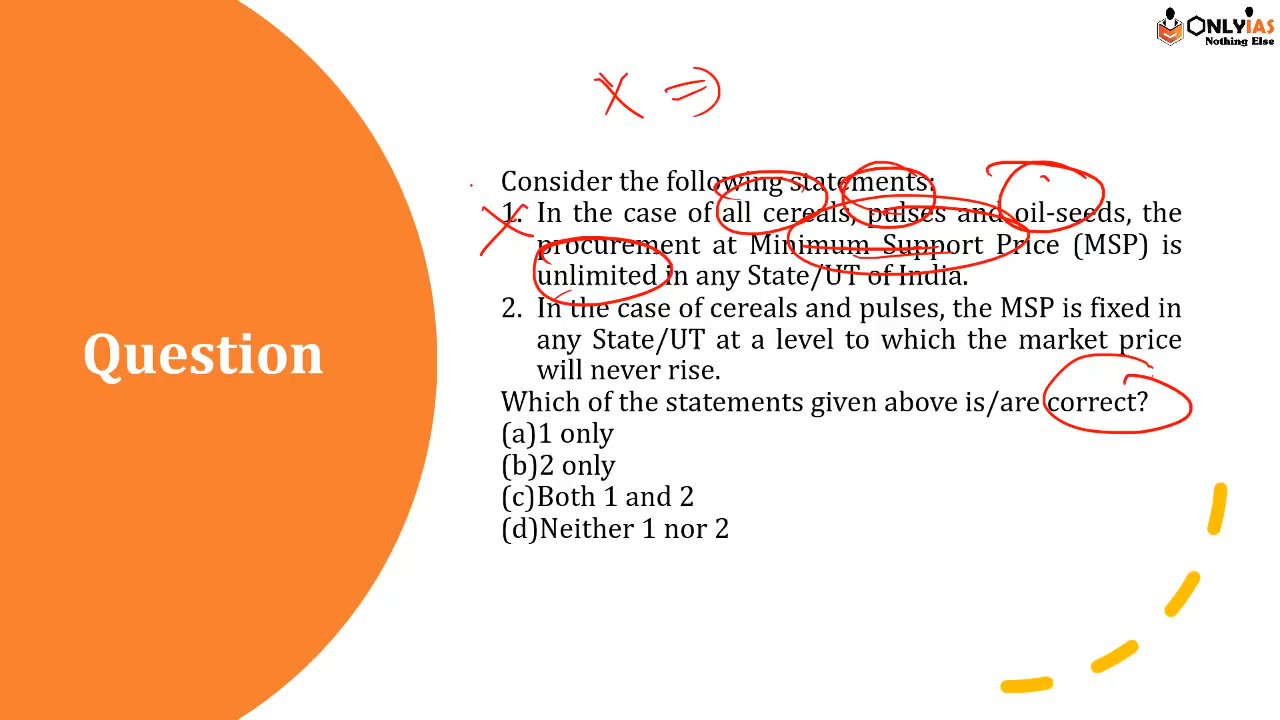 ONLYIAS
Nothing Else
X ⇒
Consider the following statements:
1. In the case of all cereals, pulses and oil-seeds, the
procurement at Minimum Support Price (MSP) is
unlimited in any State/UT of India.
2. In the case of cereals and pulses, the MSP is fixed in
any State/UT at a level to which the market price
will never rise.
Question
Which of the statements given above is/are correct?
(a)1 only
(b)2 only
(c)Both 1 and 2
(d)Neither 1 nor 2